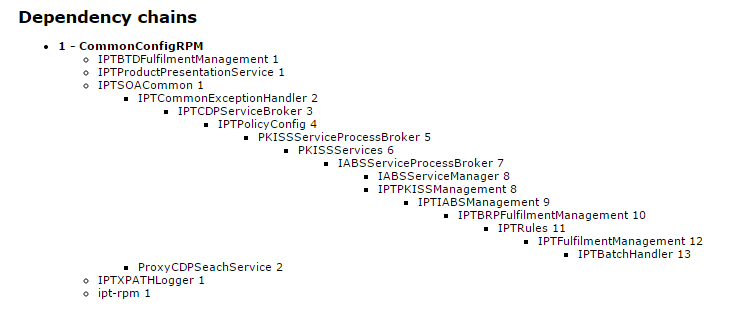 Dependency chains
1 - CommonConfigRPM
IPTBTDFulfilmentManagement 1
IPTProductPresentationService 1
IPTSOACommon 1
IPTCommonExceptionHandler 2
IPTCDPServiceBroker 3
IPTPolicyConfig 4
PKISSServiceProcessBroker 5
PKISSServices 6
IABSServiceProcessBroker 7
IABSServiceManager 8
IPTPKISSManagement 8
IPTIABSManagement 9
IPTBRPFulfilmentManagement 10
IPTRules 11
IPTFulfilmentManagement 12
IPTBatchHandler 13
ProxyCDPSeachService 2
IPTXPATHLogger 1
ipt-rpm 1